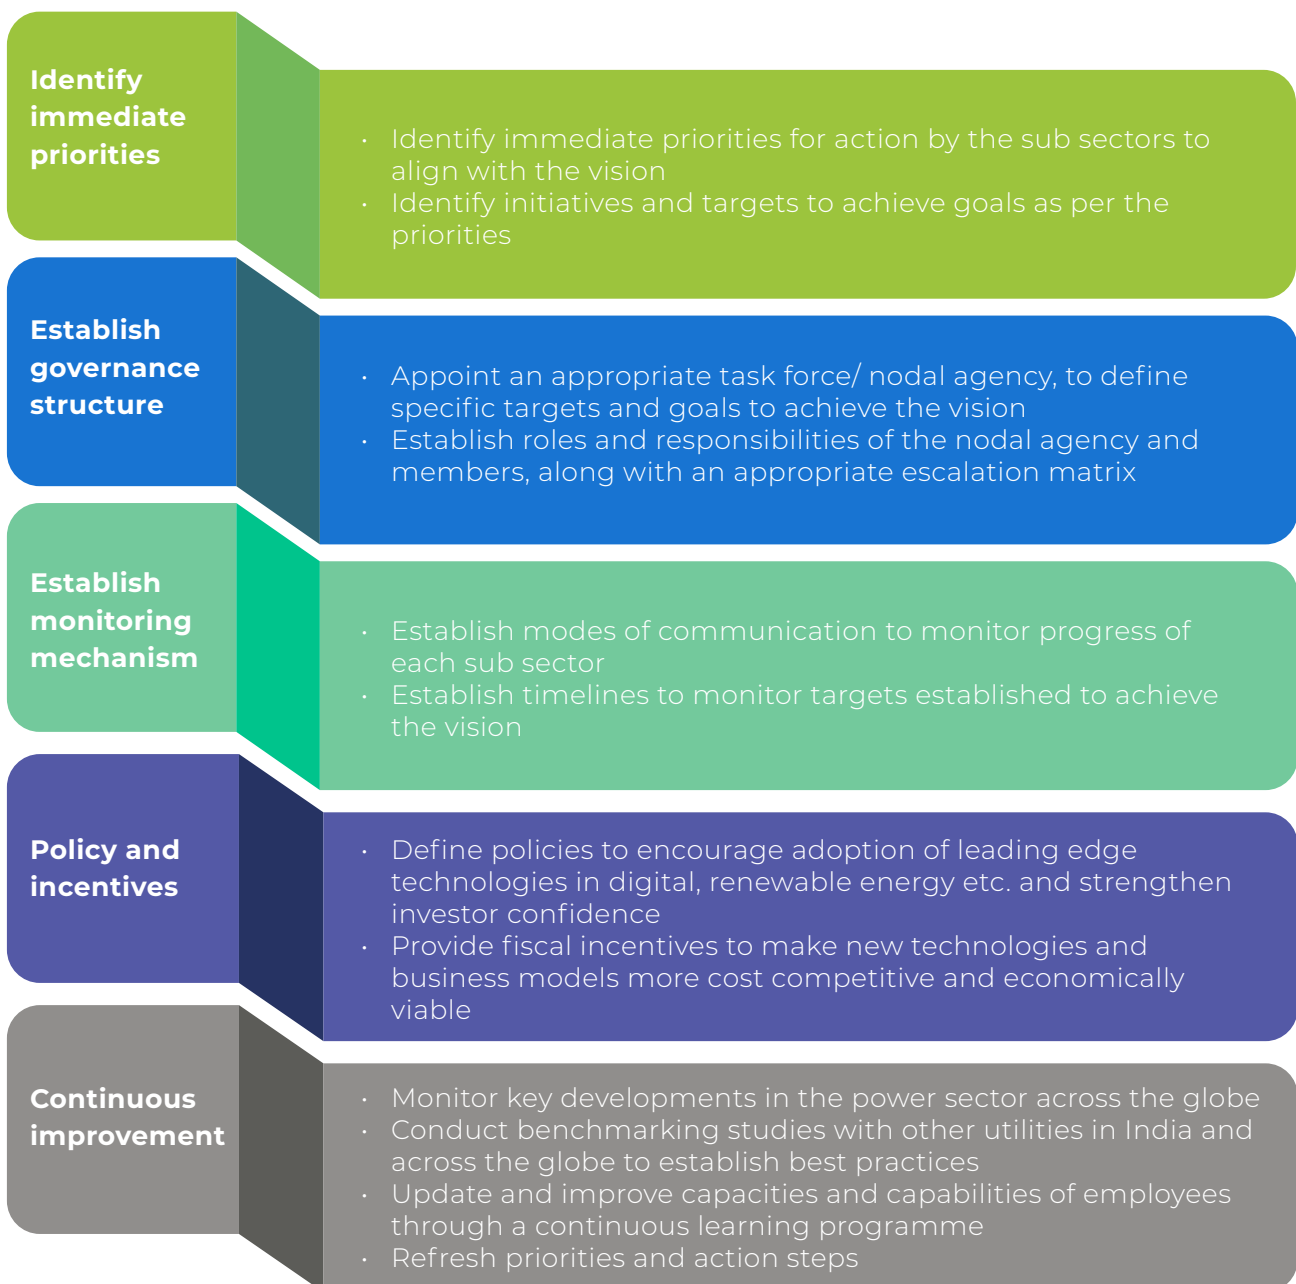 Identify
immediate
priorities
• Identify immediate priorities for action by the sub sectors to
align with the vision
• Identify initiatives and targets to achieve goals as per the
priorities
Establish
governance
structure
• Appoint an appropriate task force/ nodal agency, to define
specific targets and goals to achieve the vision
• Establish roles and responsibilities of the nodal agency and
members, along with an appropriate escalation matrix
Establish
monitoring
mechanism
• Establish modes of communication to monitor progress of
each sub sector
• Establish timelines to monitor targets established to achieve
the vision
Policy and
incentives
• Define policies to encourage adoption of leading edge
technologies in digital, renewable energy etc. and strengthen
investor confidence
• Provide fiscal incentives to make new technologies and
business models more cost competitive and economically
viable
Continuous
improvement
• Monitor key developments in the power sector across the globe
• Conduct benchmarking studies with other utilities in India and
across the globe to establish best practices
• Update and improve capacities and capabilities of employees
through a continuous learning programme
• Refresh priorities and action steps